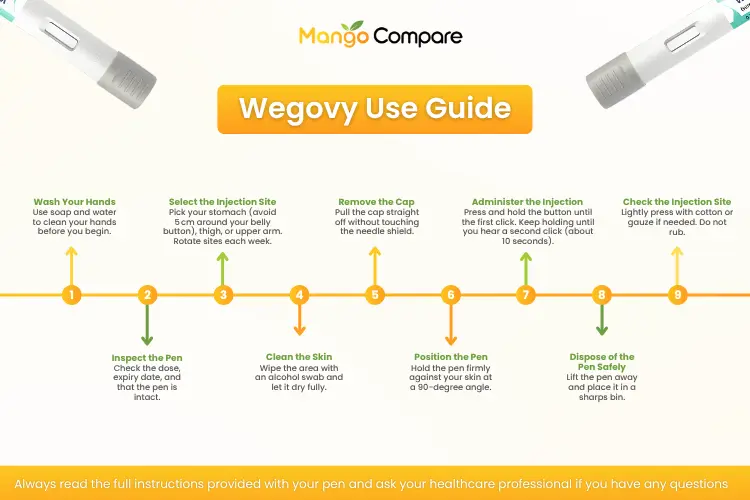 Mango Compare
Wegovy Use Guide
Wash Your Hands
Use soap and water
to clean your hands
before you begin.
Select the Injection Site
Pick your stomach (avoid
5 cm around your belly
button), thigh, or upper arm.
Rotate sites each week.
Remove the Cap
Pull the cap straight
off without touching
the needle shield.
Administer the Injection
Press and hold the button until
the first click. Keep holding until
you hear a second click (about
10 seconds).
Check the Injection Site
Lightly press with cotton or
gauze if needed. Do not
rub.
1
2
3
4
5
6
7
8
9
Inspect the Pen
Check the dose,
expiry date, and
that the pen is
intact.
Clean the Skin
Wipe the area with
an alcohol swab and
let it dry fully.
Position the Pen
Hold the pen firmly
against your skin at
a 90-degree angle.
Dispose of the
Pen Safely
Lift the pen away
and place it in a
sharps bin.
Always read the full instructions provided with your pen and ask your healthcare professional if you have any questions